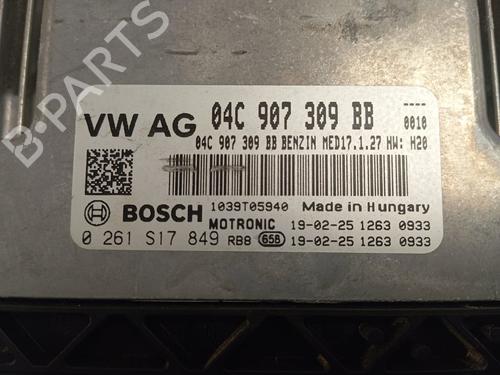 VW AG 04C 907 309 BB ----
0010
04C 907 309 BB BENZIN MED17.1.27 HW: H20
BOSCH 1039T05940 Made in Hungary
MOTRONIC 19-02-25 1263 0933
0 261 S17 849 RB8 658 19-02-25 1263 0933
B-PARTS